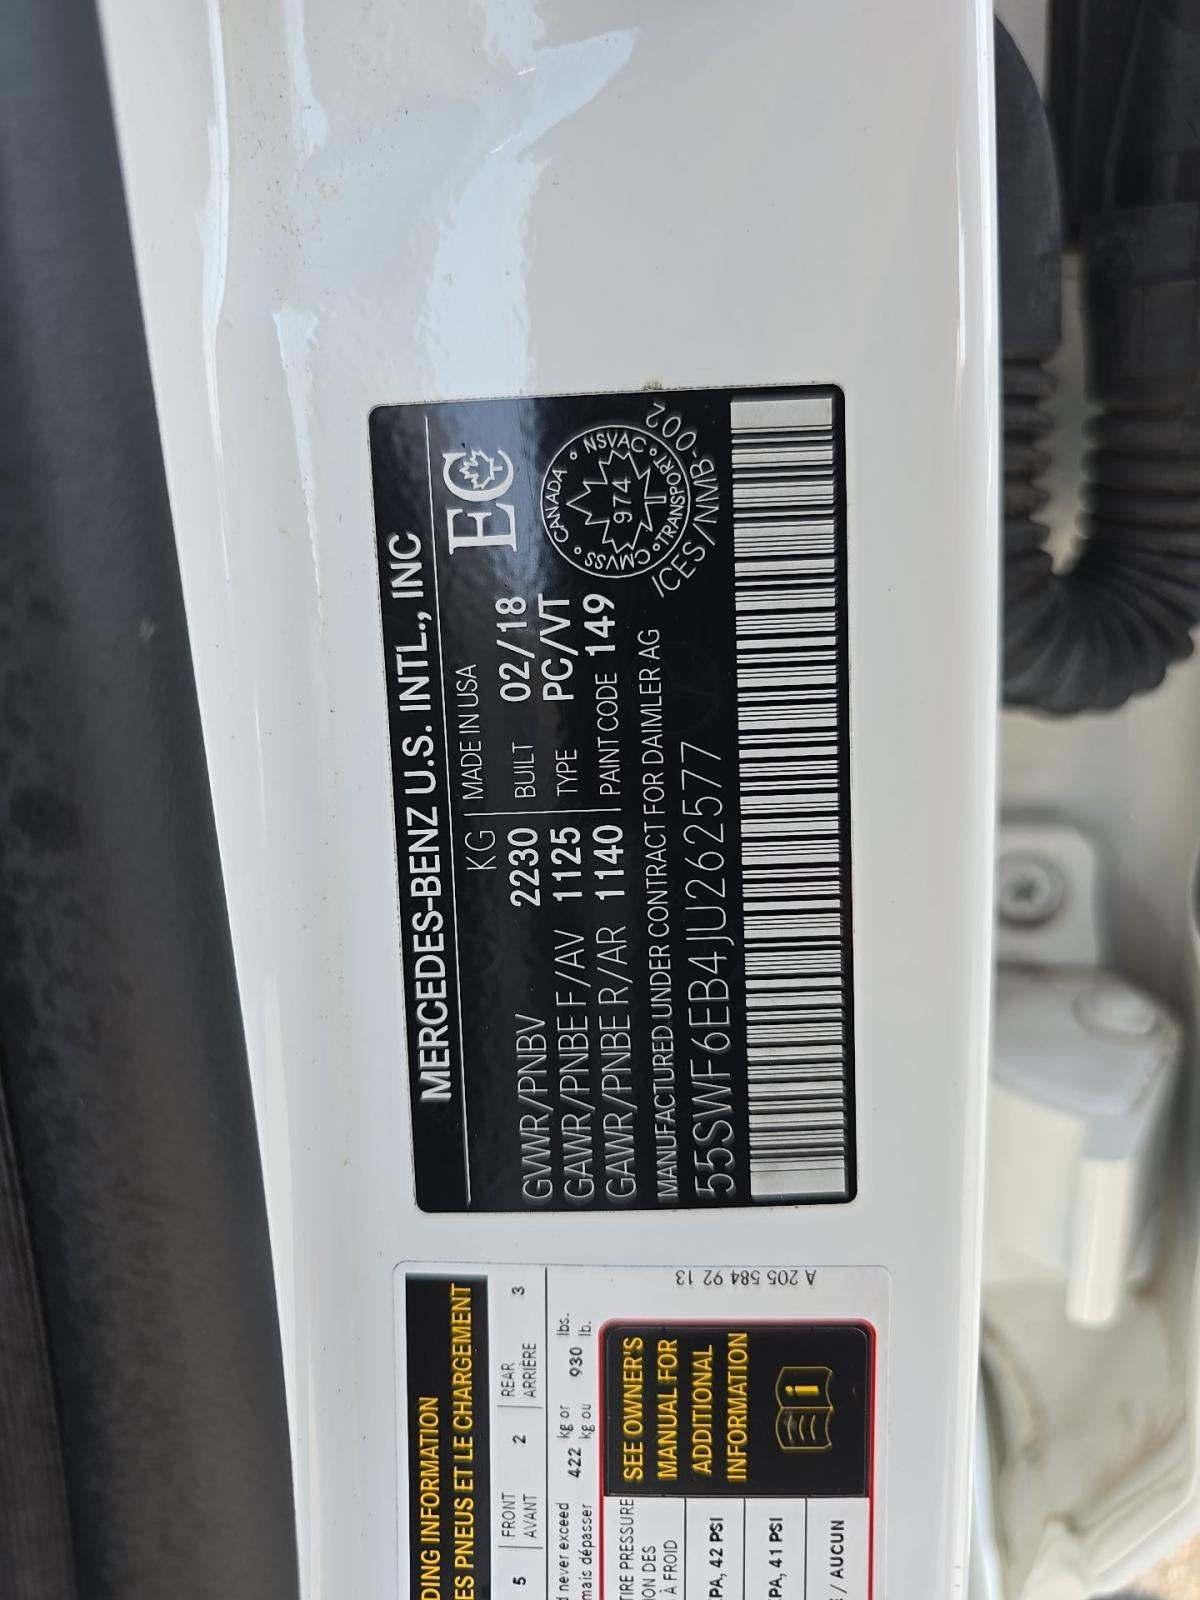 MERCEDES-BENZ U.S. INTL., INC
KG | MADE IN USA
GVWR/PNBV 2230 | BUILT 02/18
GAWR/PNBE F/AV 1125 | TYPE PC/VT
GAWR/PNBE R/AR 1140 | PAINT CODE 149
MANUFACTURED UNDER CONTRACT FOR DAIMLER AG
55SWF6EB4JU262577
EC
CMVSS • CANADA • NSVAC • TRANSPORT
974
ICES/NMB-002
A 205 584 92 13
DING INFORMATION
ES PNEUS ET LE CHARGEMENT
5 | FRONT 2 | REAR 3
AVANT | ARRIÈRE
d never exceed 422 kg or 930 lbs.
mais dépasser kg ou lb.
TIRE PRESSURE
ION DES
À FROID
PA, 42 PSI
PA, 41 PSI
/ AUCUN
SEE OWNER'S
MANUAL FOR
ADDITIONAL
INFORMATION
i